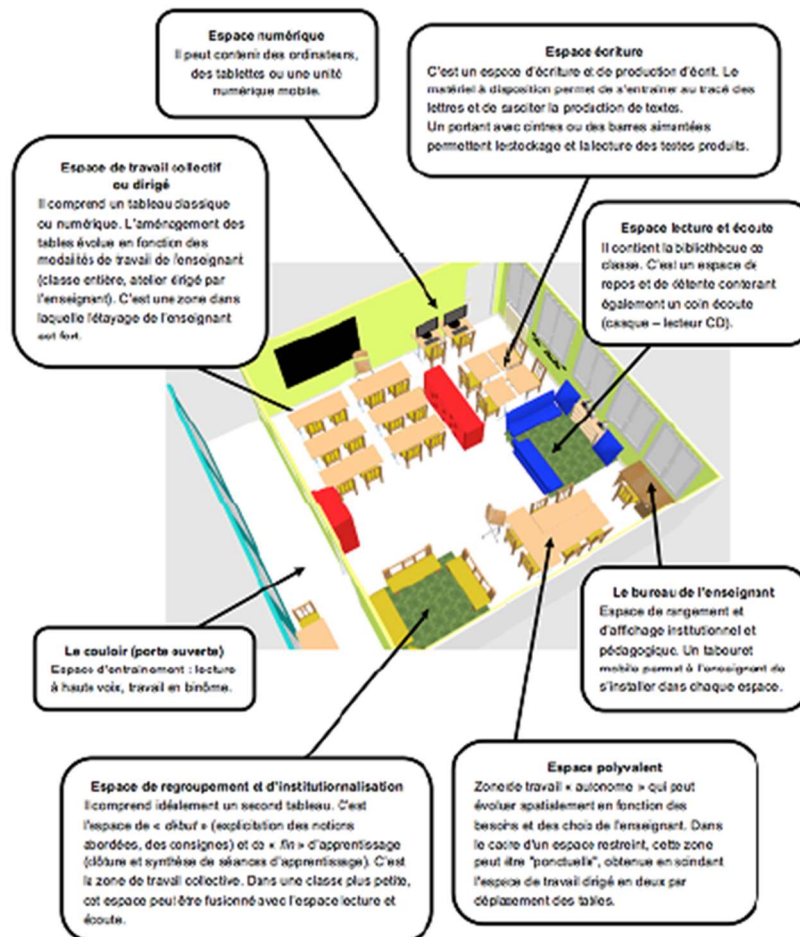 Espace numérique
Il peut contenir des ordinateurs,
des tablettes ou une unité
numérique mobile.
Espace écriture
C'est un espace d'écriture et de production d'écrit. Le
matériel à disposition permet de s'entraîner au tracé des
lettres et de susciter la production de textes.
Un portant avec cintres ou des barres aimantées
permettent le stockage et la lecture des textes produits.
Espace de travail collectif
ou dirigé
Il comprend un tableau classique
ou numérique. L'aménagement des
tables évolue en fonction des
modalités de travail de l'enseignant
(classe entière, atelier dirigé par
l'enseignant). C'est une zone dans
laquelle l'étayage de l'enseignant
est fort.
Espace lecture et écoute
Il contient la bibliothèque de
classe. C'est un espace de
repos et de détente contenant
également un coin écoute
(casque – lecteur CD).
Le bureau de l'enseignant
Espace de rangement et
d'affichage institutionnel et
pédagogique. Un tabouret
mobile permet à l'enseignant de
s'installer dans chaque espace.
Le couloir (porte ouverte)
Espace d'entraînement : lecture
à haute voix, travail en binôme.
Espace de regroupement et d'institutionnalisation
Il comprend idéalement un second tableau. C'est
l'espace de « début » (explicitation des notions
abordées, des consignes) et de « fin » d'apprentissage
(clôture et synthèse de séances d'apprentissage). C'est
la zone de travail collective. Dans une classe plus petite,
cet espace peut être fusionné avec l'espace lecture et
écoute.
Espace polyvalent
Zone de travail « autonome » qui peut
évoluer spatialement en fonction des
besoins et des choix de l'enseignant. Dans
le cadre d'un espace restreint, cette zone
peut être "ponctuelle", obtenue en scindant
l'espace de travail dirigé en deux par
déplacement des tables.